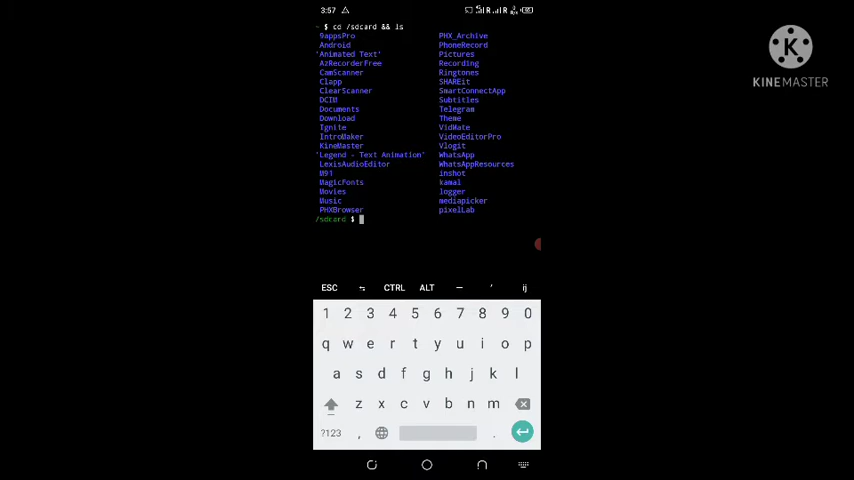 3:57
~ $ cd /sdcard && ls
9appsPro PHX_Archive
Android PhoneRecord
'Animated Text' Pictures
AzRecorderFree Recording
CamScanner Ringtones
Clapp SHAREit
ClearScanner SmartConnectApp
DCIM Subtitles
Documents Telegram
Download Theme
Ignite VidMate
IntroMaker VideoEditorPro
KineMaster Vlogit
'Legend - Text Animation' WhatsApp
LexisAudioEditor WhatsAppResources
M91 inshot
MagicFonts kamal
Movies logger
Music mediapicker
PHXBrowser pixelLab
/sdcard $
K
KINEMASTER
ESC CTRL ALT — ij
1 2 3 4 5 6 7 8 9 0
q w e r t y u i o p
a s d f g h j k l
z x c v b n m
?123 , .